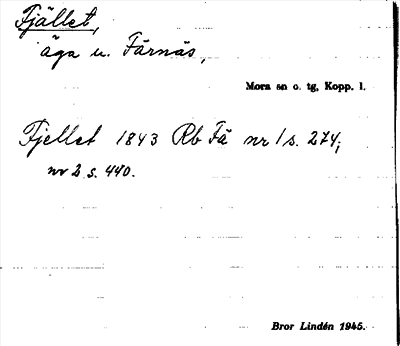 Fjället,
äga u. Färnäs,
Mora sn o. tg, Kopp. l.
Fjellet 1843 Rb Fä nr 1 s. 274;
nr 2 s. 440.
Bror Lindén 1945.